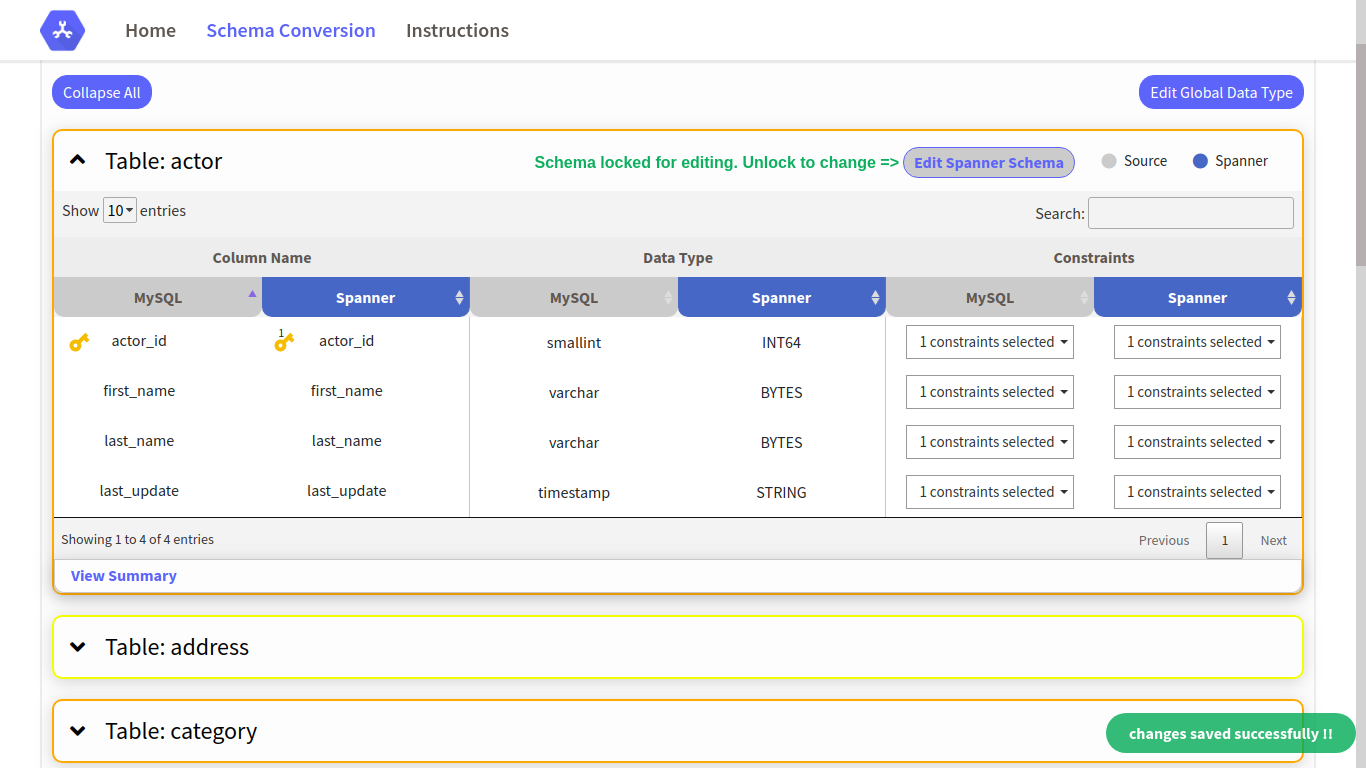 Home Schema Conversion Instructions
Collapse All Edit Global Data Type
Table: actor Schema locked for editing. Unlock to change => Edit Spanner Schema Source Spanner
Show 10 entries Search:
Column Name Data Type Constraints
MySQL Spanner MySQL Spanner MySQL Spanner
actor_id 1 actor_id smallint INT64 1 constraints selected 1 constraints selected
first_name first_name varchar BYTES 1 constraints selected 1 constraints selected
last_name last_name varchar BYTES 1 constraints selected 1 constraints selected
last_update last_update timestamp STRING 1 constraints selected 1 constraints selected
Showing 1 to 4 of 4 entries Previous 1 Next
View Summary
Table: address
Table: category
changes saved successfully !!